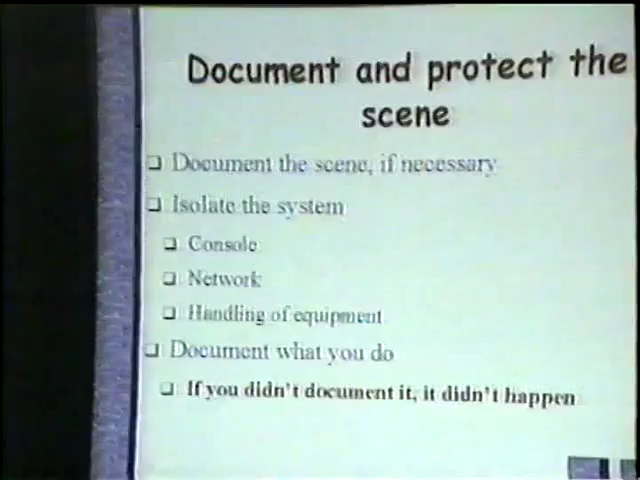 Document and protect the
scene
Document the scene, if necessary
Isolate the system
Console
Network
Handling of equipment
Document what you do
If you didn't document it, it didn't happen